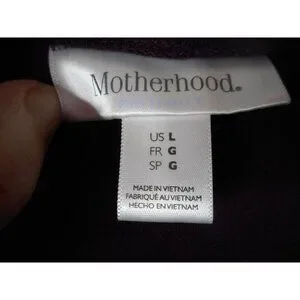 Motherhood®
US L
FR G
SP G
MADE IN VIETNAM
FABRIQUÉ AU VIETNAM
HECHO EN VIETNAM